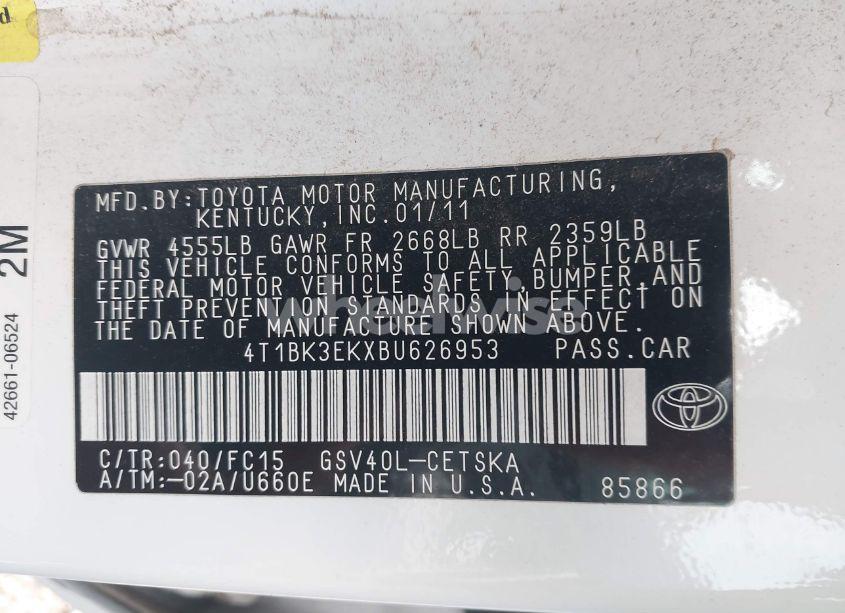 d
2M
42661-06524
MFD.BY:TOYOTA MOTOR MANUFACTURING,
KENTUCKY,INC.01/11
GVWR 4555LB GAWR FR 2668LB RR 2359LB
THIS VEHICLE CONFORMS TO ALL APPLICABLE
FEDERAL MOTOR VEHICLE SAFETY,BUMPER,AND
THEFT PREVENTION STANDARDS IN EFFECT ON
THE DATE OF MANUFACTURE SHOWN ABOVE.
4T1BK3EKXBU626953 PASS.CAR
C/TR:040/FC15 GSV40L-CETSKA
A/TM:-02A/U660E MADE IN U.S.A. 85866
wheelwise